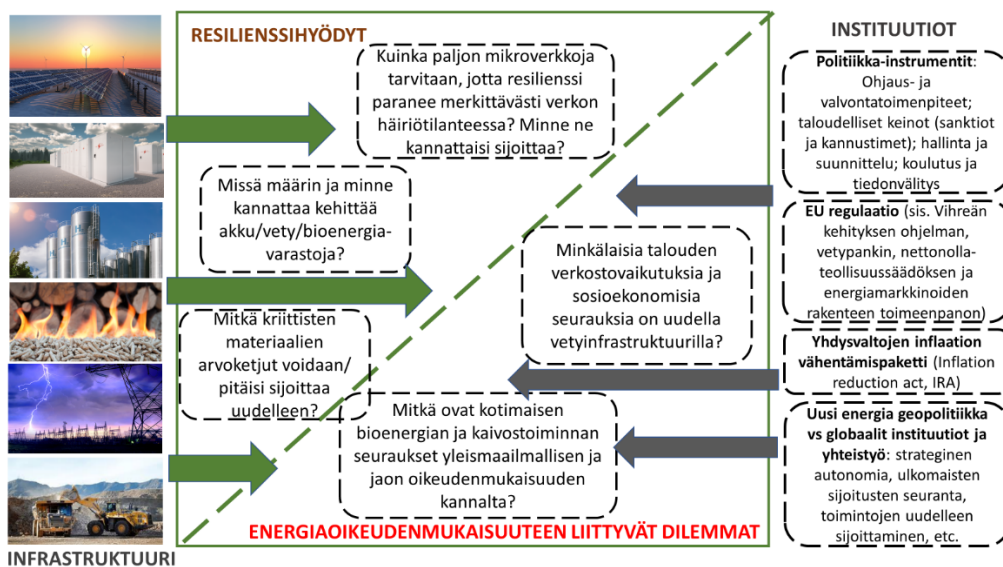 RESILIENSSIHYÖDYT
Kuinka paljon mikroverkkoja
tarvitaan, jotta resilienssi
paranee merkittävästi verkon
häiriötilanteessa? Minne ne
kannattaisi sijoittaa?
Missä määrin ja minne
kannattaa kehittää
akku/vety/bioenergia-
varastoja?
Minkälaisia talouden
verkostovaikutuksia ja
sosioekonomisia
seurauksia on uudella
vetyinfrastruktuurilla?
Mitkä kriittisten
materiaalien
arvoketjut voidaan/
pitäisi sijoittaa
uudelleen?
Mitkä ovat kotimaisen
bioenergian ja kaivostoiminnan
seuraukset yleismaailmallisen ja
jaon oikeudenmukaisuuden
kannalta?
ENERGIAOIKEUDENMUKAISUUTEEN LIITTYVÄT DILEMMAT
INFRASTRUKTUURI
INSTITUUTIOT
Politiikka-instrumentit:
Ohjaus- ja
valvontatoimenpiteet;
taloudelliset keinot (sanktiot
ja kannustimet); hallinta ja
suunnittelu; koulutus ja
tiedonvälitys
EU regulaatio (sis. Vihreän
kehityksen ohjelman,
vetypankin, nettonolla-
teollisuussäädöksen ja
energiamarkkinoiden
rakenteen toimeenpanon)
Yhdysvaltojen inflaation
vähentämispaketti (Inflation
reduction act, IRA)
Uusi energia geopolitiikka
vs globaalit instituutiot ja
yhteistyö: strateginen
autonomia, ulkomaisten
sijoitusten seuranta,
toimintojen uudelleen
sijoittaminen, etc.